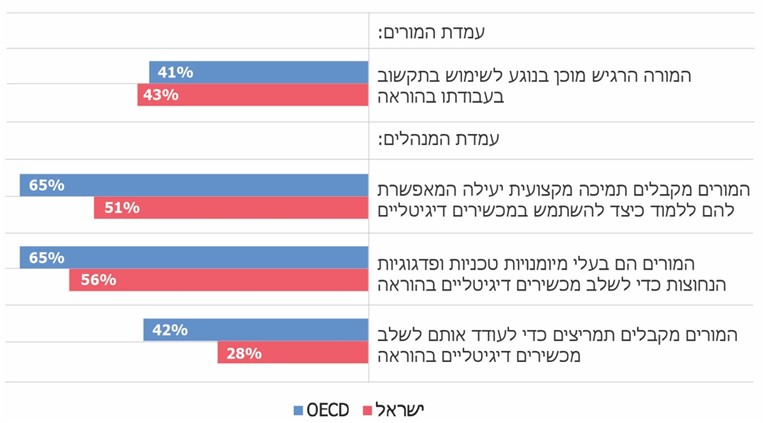 עמדת המורים:
המורה הרגיש מוכן בנוגע לשימוש בתקשוב
בעבודתו בהוראה
41%
43%
עמדת המנהלים:
המורים מקבלים תמיכה מקצועית יעילה המאפשרת
להם ללמוד כיצד להשתמש במכשירים דיגיטליים
65%
51%
המורים הם בעלי מיומנויות טכניות ופדגוגיות
הנחוצות כדי לשלב מכשירים דיגיטליים בהוראה
65%
56%
המורים מקבלים תמריצים כדי לעודד אותם לשלב
מכשירים דיגיטליים בהוראה
42%
28%
ישראל OECD